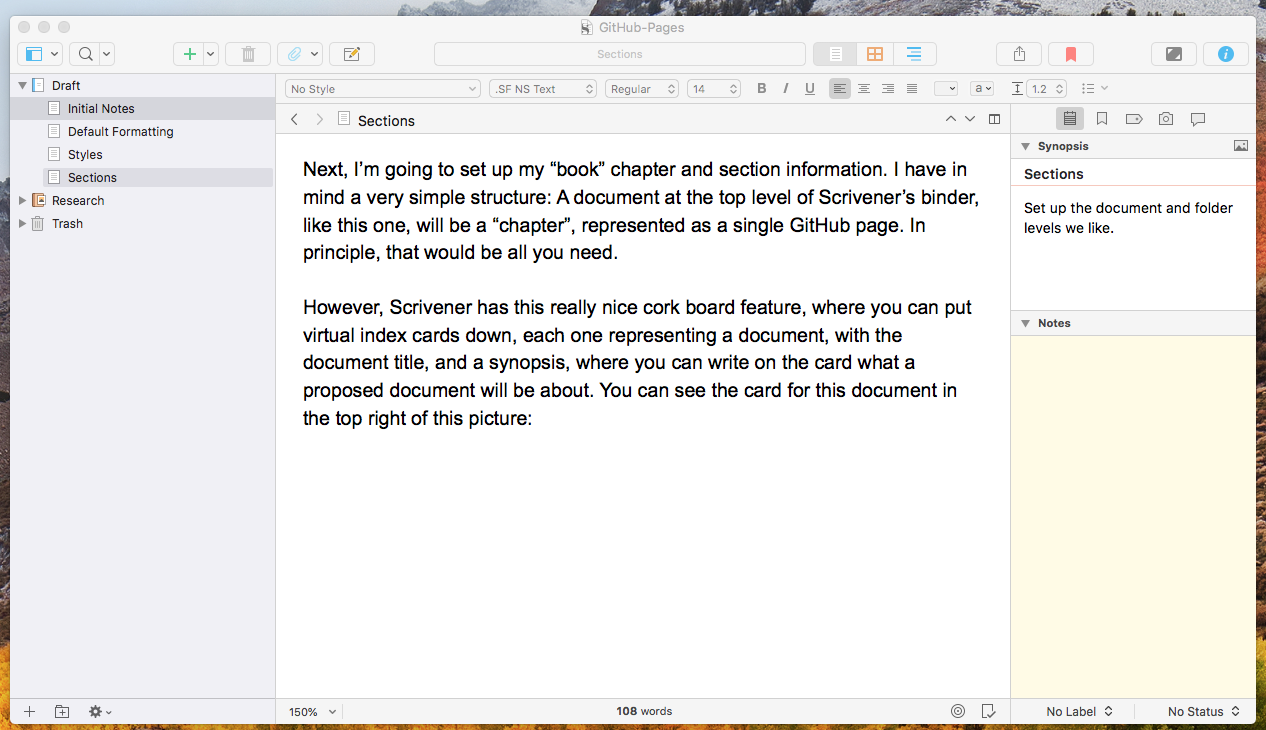 GitHub-Pages
Sections
Draft
Initial Notes
Default Formatting
Styles
Sections
Research
Trash
No Style
.SF NS Text
Regular
14
B I U
a
1.2
Sections
Next, I’m going to set up my “book” chapter and section information. I have in
mind a very simple structure: A document at the top level of Scrivener’s binder,
like this one, will be a “chapter”, represented as a single GitHub page. In
principle, that would be all you need.
However, Scrivener has this really nice cork board feature, where you can put
virtual index cards down, each one representing a document, with the
document title, and a synopsis, where you can write on the card what a
proposed document will be about. You can see the card for this document in
the top right of this picture:
Synopsis
Sections
Set up the document and folder
levels we like.
Notes
150%
108 words
No Label
No Status